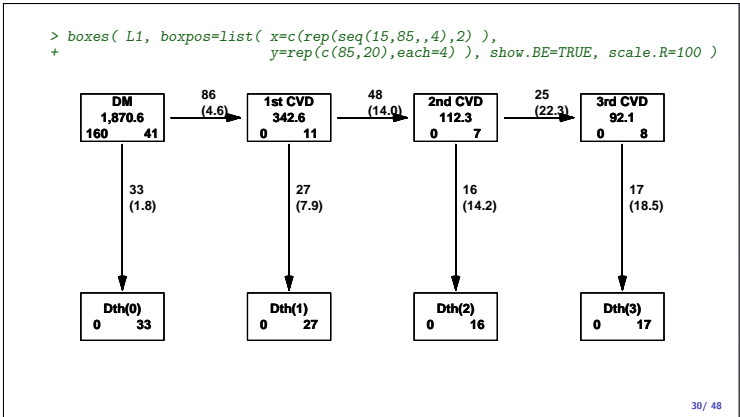 > boxes( L1, boxpos=list( x=c(rep(seq(15,85,,4),2) ),
+ y=rep(c(85,20),each=4) ), show.BE=TRUE, scale.R=100 )
DM
1,870.6
160 41
86
(4.6)
1st CVD
342.6
0 11
48
(14.0)
2nd CVD
112.3
0 7
25
(22.3)
3rd CVD
92.1
0 8
33
(1.8)
27
(7.9)
16
(14.2)
17
(18.5)
Dth(0)
0 33
Dth(1)
0 27
Dth(2)
0 16
Dth(3)
0 17
30/ 48